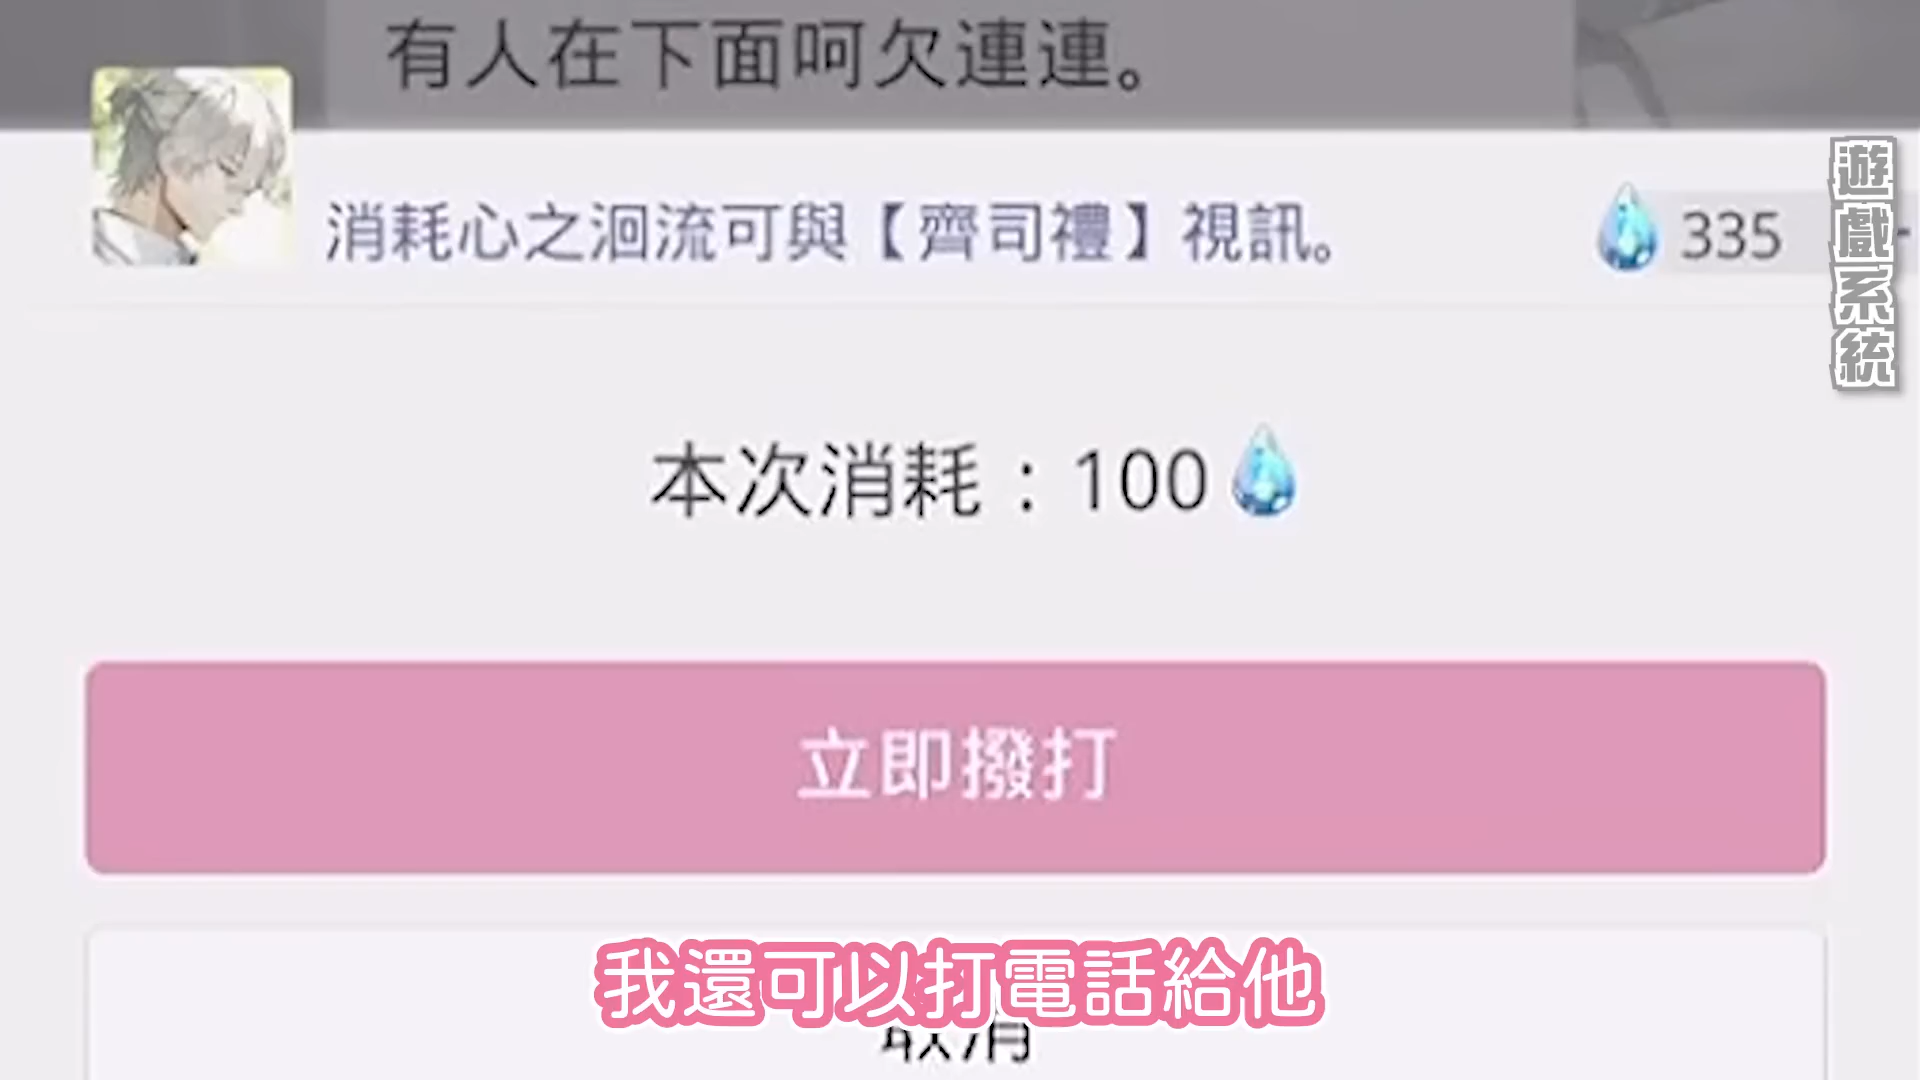 有人在下面呵欠連連。
消耗心之洄流可與【齊司禮】視訊。
335
遊戲系統
本次消耗：100
立即撥打
我還可以打電話給他
取消